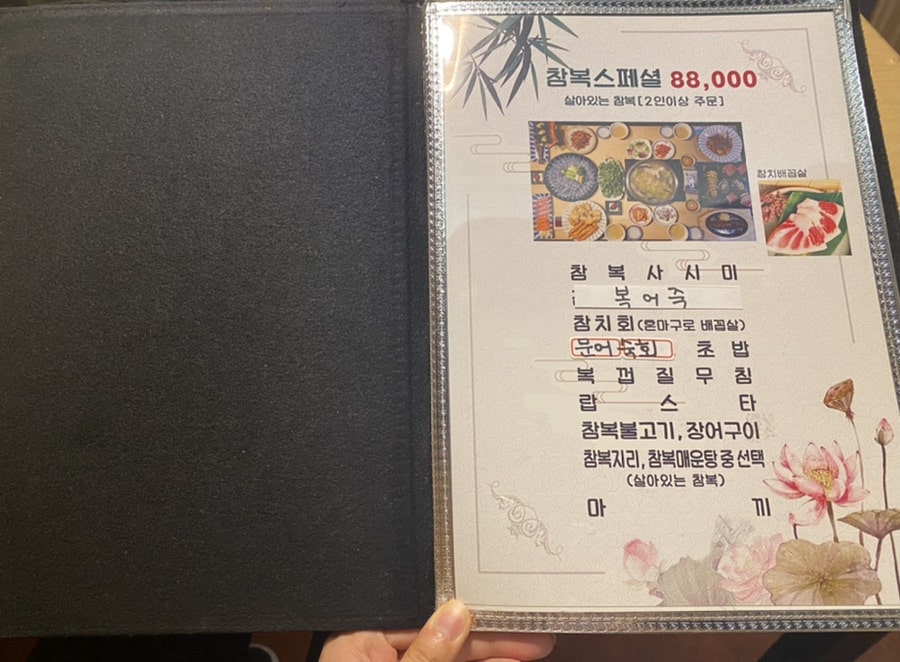 참복스페셜 88,000
살아있는 참복[2인이상 주문]
참치배꼽살
참 복 사 시 미
복 어 죽
참치회(혼마구로 배꼽살)
문어숙회 초 밥
복 껍 질 무 침
랍 스 타
참복불고기, 장어구이
참복지리, 참복매운탕 중 선택
(살아있는 참복)
마 끼